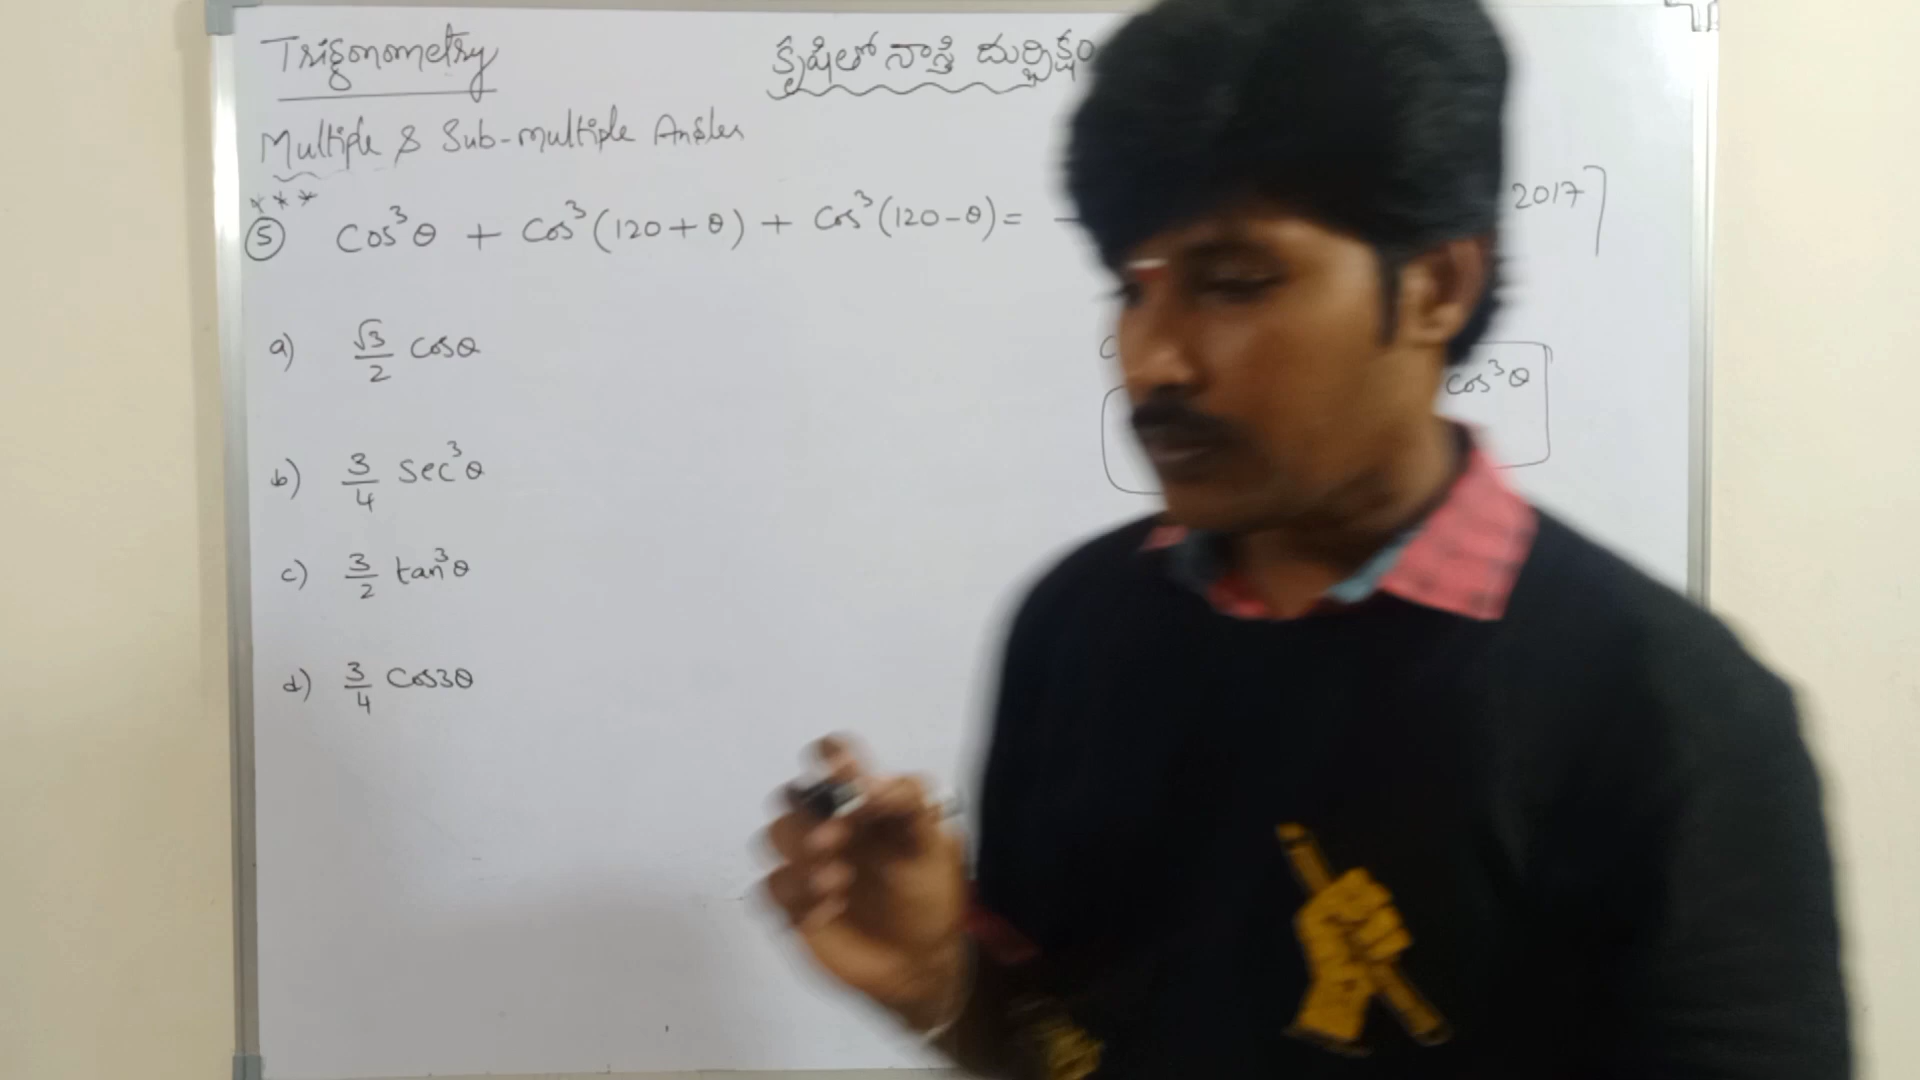 Trigonometry
కృషితో నాస్తి దుర్భిక్షం
Multiple & Sub-multiple Angles
***
5 Cos³θ + Cos³(120+θ) + Cos³(120-θ) = 2017]
a) √3/2 Cosθ
Cos³θ
b) 3/4 Sec³θ
c) 3/2 tan³θ
d) 3/4 Cos3θ